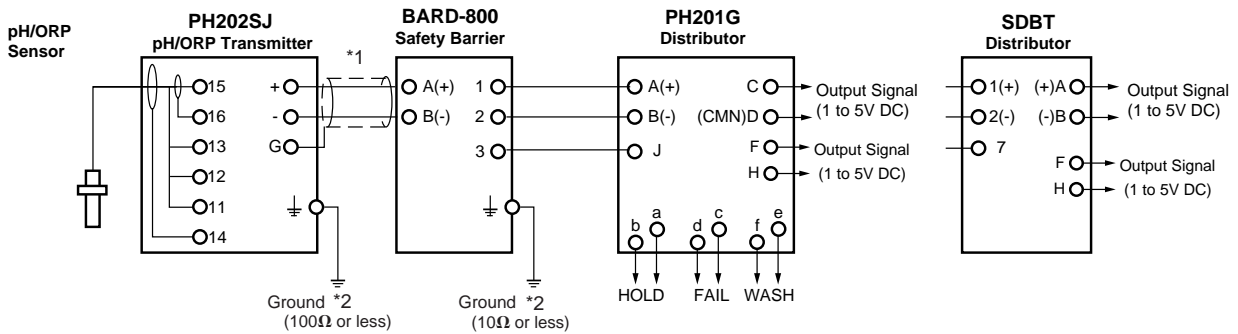 pH/ORP
Sensor
PH202SJ
pH/ORP Transmitter
15
16
13
12
11
14
+
-
G
Ground *2
(100Ω or less)
*1
BARD-800
Safety Barrier
A(+)
B(-)
1
2
3
Ground *2
(10Ω or less)
PH201G
Distributor
A(+)
B(-)
J
C
(CMN)D
F
H
Output Signal
(1 to 5V DC)
Output Signal
(1 to 5V DC)
b a d c f e
HOLD FAIL WASH
SDBT
Distributor
1(+)
2(-)
7
(+)A
(-)B
F
H
Output Signal
(1 to 5V DC)
Output Signal
(1 to 5V DC)